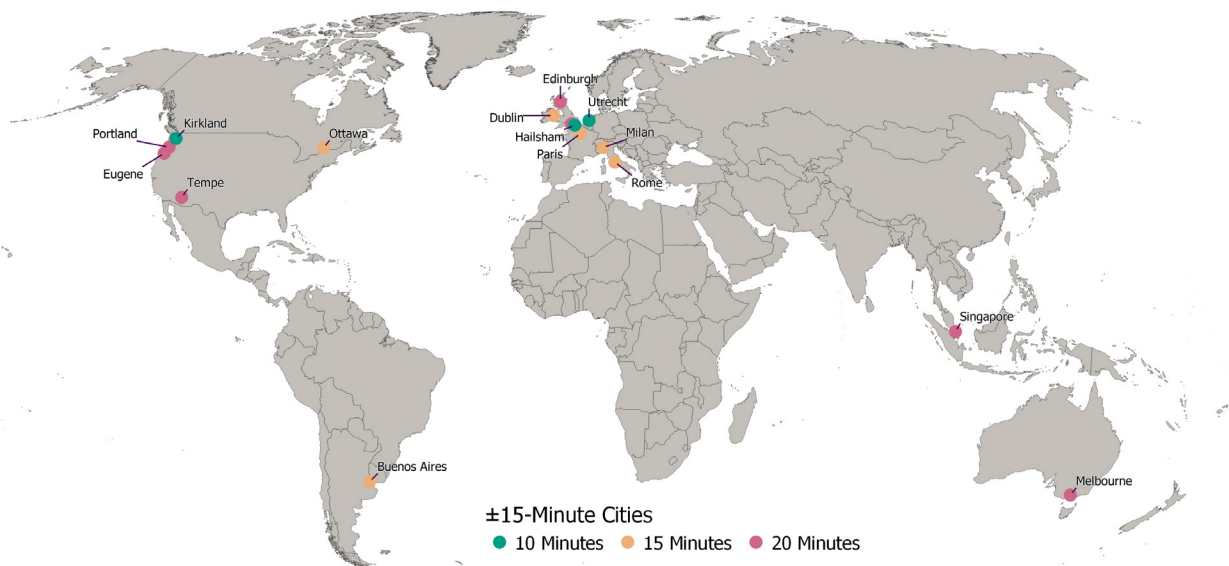 Edinburgh
Utrecht
Dublin
Kirkland
Portland
Ottawa
Milan
Hailsham
Paris
Eugene
Tempe
Rome
Singapore
Buenos Aires
Melbourne
±15-Minute Cities
10 Minutes 15 Minutes 20 Minutes